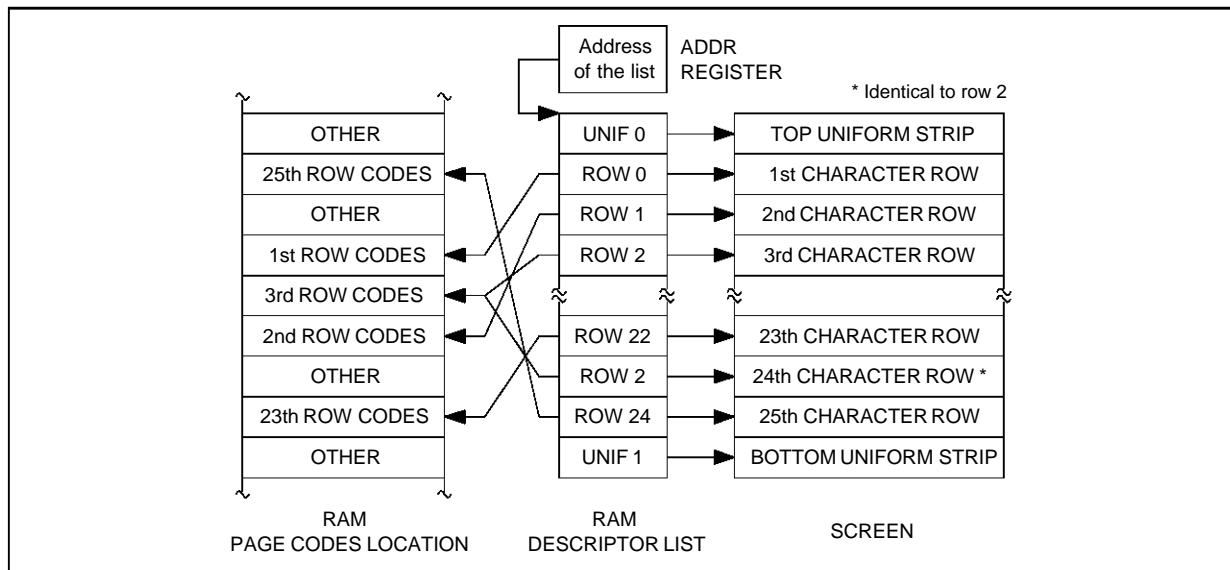 Address
of the list
ADDR
REGISTER
* Identical to row 2
OTHER
UNIF 0
TOP UNIFORM STRIP
25th ROW CODES
ROW 0
1st CHARACTER ROW
OTHER
ROW 1
2nd CHARACTER ROW
1st ROW CODES
ROW 2
3rd CHARACTER ROW
3rd ROW CODES
2nd ROW CODES
ROW 22
23th CHARACTER ROW
OTHER
ROW 2
24th CHARACTER ROW *
23th ROW CODES
ROW 24
25th CHARACTER ROW
OTHER
UNIF 1
BOTTOM UNIFORM STRIP
RAM
PAGE CODES LOCATION
RAM
DESCRIPTOR LIST
SCREEN